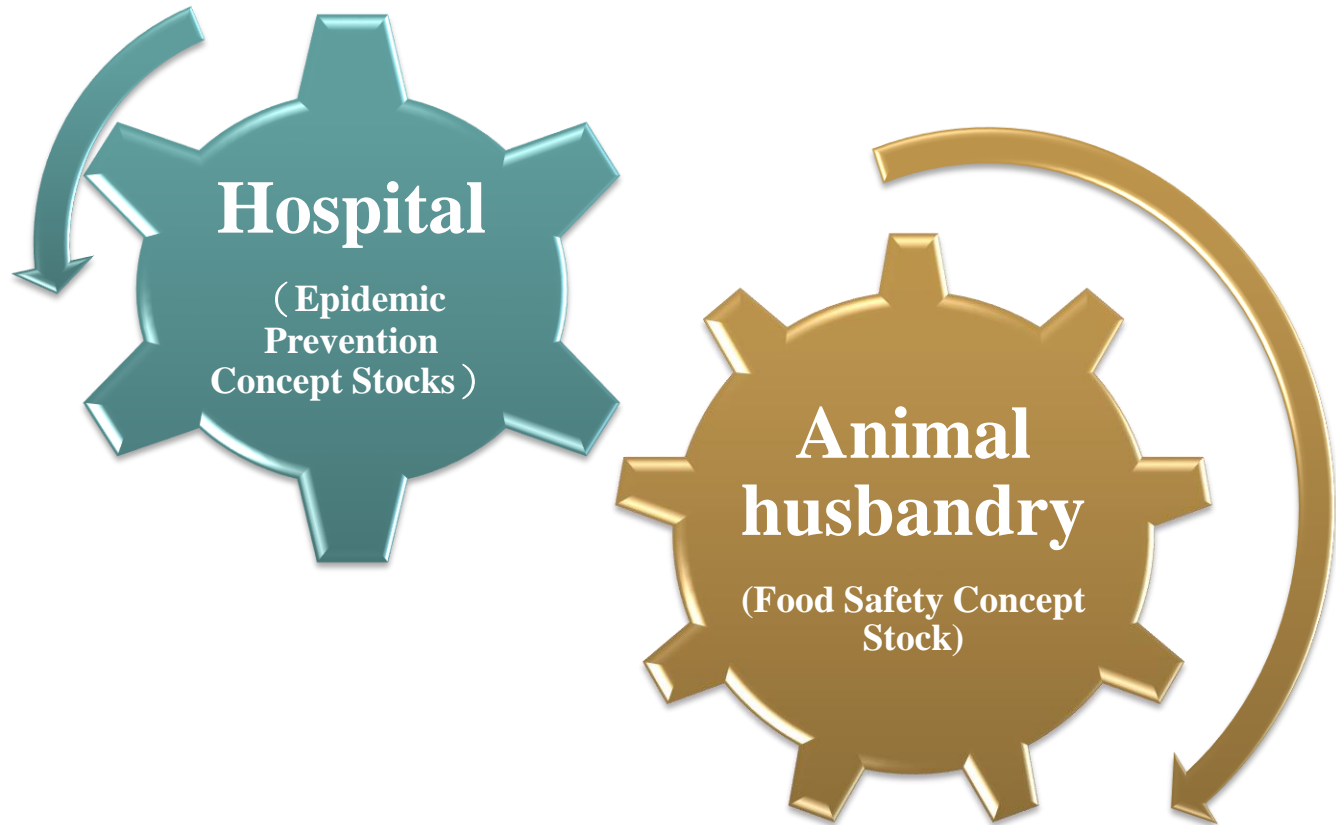 Hospital
（Epidemic
Prevention
Concept Stocks）
Animal
husbandry
(Food Safety Concept
Stock)